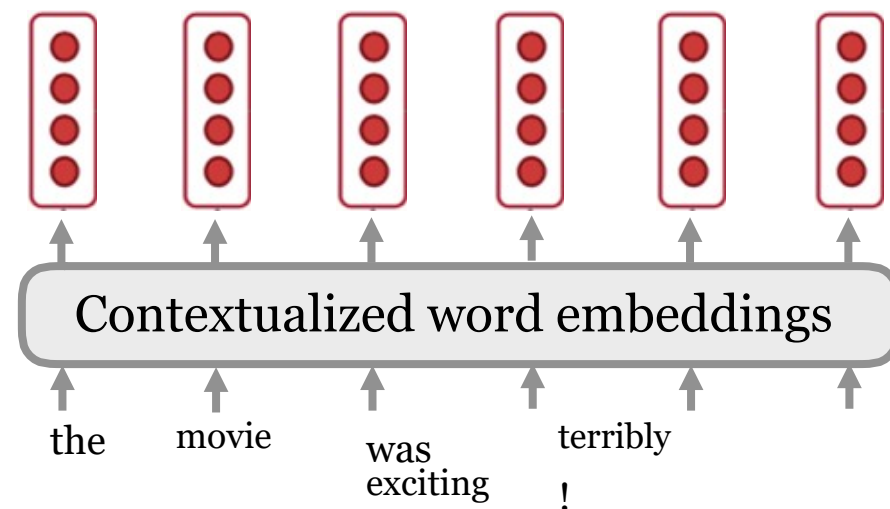 Contextualized word embeddings
the movie was terribly
exciting !